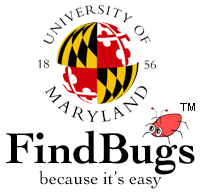 UNIVERSITY OF
18 56
MARYLAND
TM
FindBugs
because it's easy